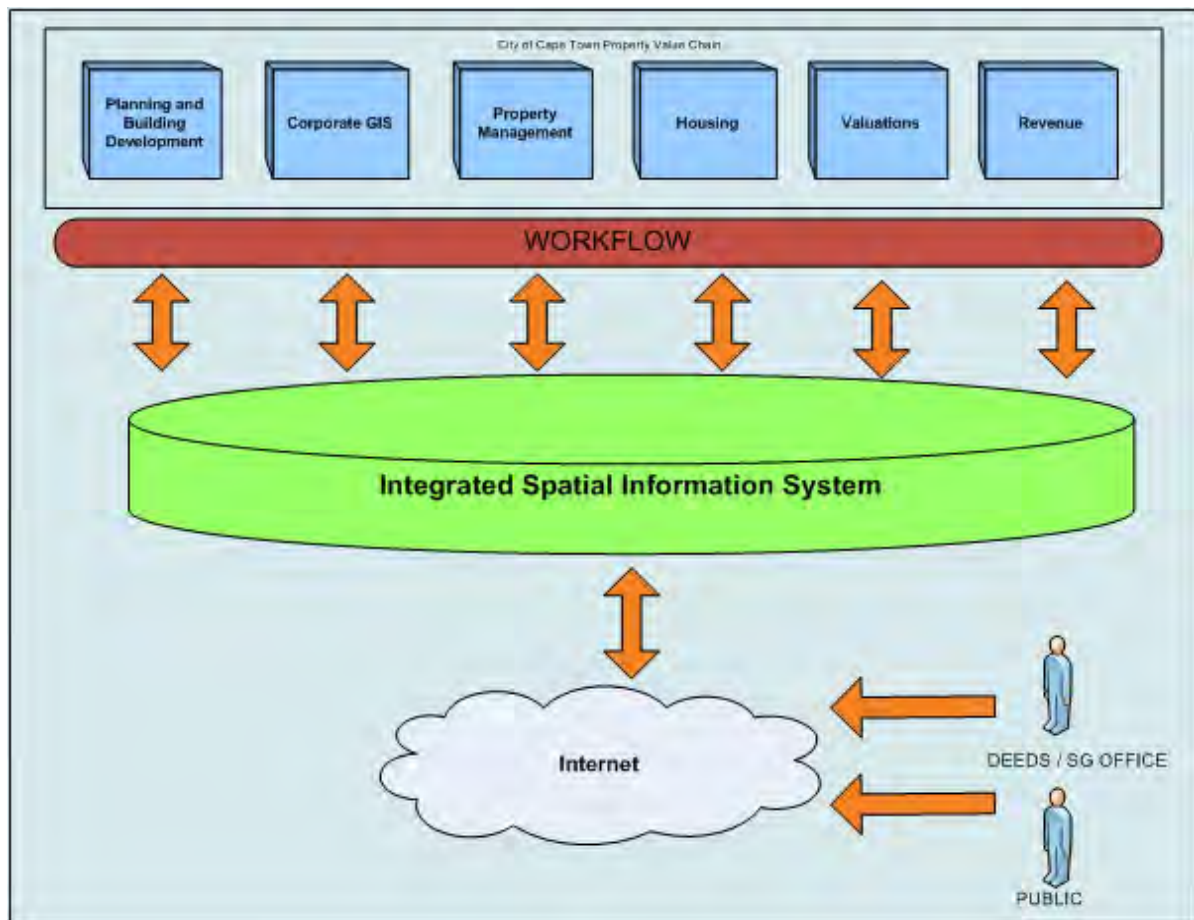 City of Cape Town Property Value Chain
Planning and
Building
Development
Corporate GIS
Property
Management
Housing
Valuations
Revenue
WORKFLOW
Integrated Spatial Information System
Internet
DEEDS / SG OFFICE
PUBLIC